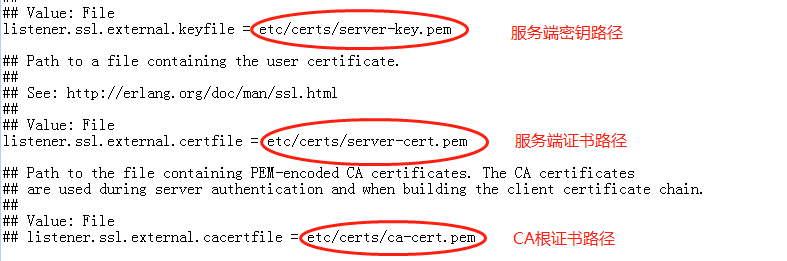 ##
## Value: File
listener.ssl.external.keyfile = etc/certs/server-key.pem
服务端密钥路径
## Path to a file containing the user certificate.
##
## See: http://erlang.org/doc/man/ssl.html
##
## Value: File
listener.ssl.external.certfile = etc/certs/server-cert.pem
服务端证书路径
## Path to the file containing PEM-encoded CA certificates. The CA certificates
## are used during server authentication and when building the client certificate chain.
##
## Value: File
## listener.ssl.external.cacertfile = etc/certs/ca-cert.pem
CA根证书路径